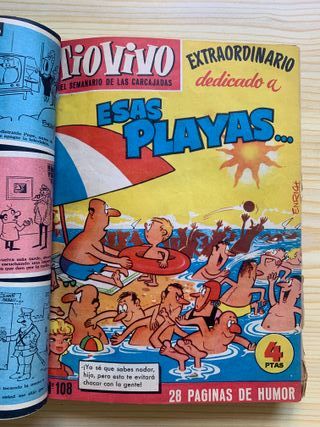 TIO VIVO
EL SEMANARIO DE LAS CARCAJADAS
EXTRAORDINARIO
dedicado a
ESAS
PLAYAS...
ENRICH
Nº 108
¡Ya sé que sabes nadar,
hijo, pero esto te evitará
chocar con la gente!
4
PTAS
28 PAGINAS DE HUMOR